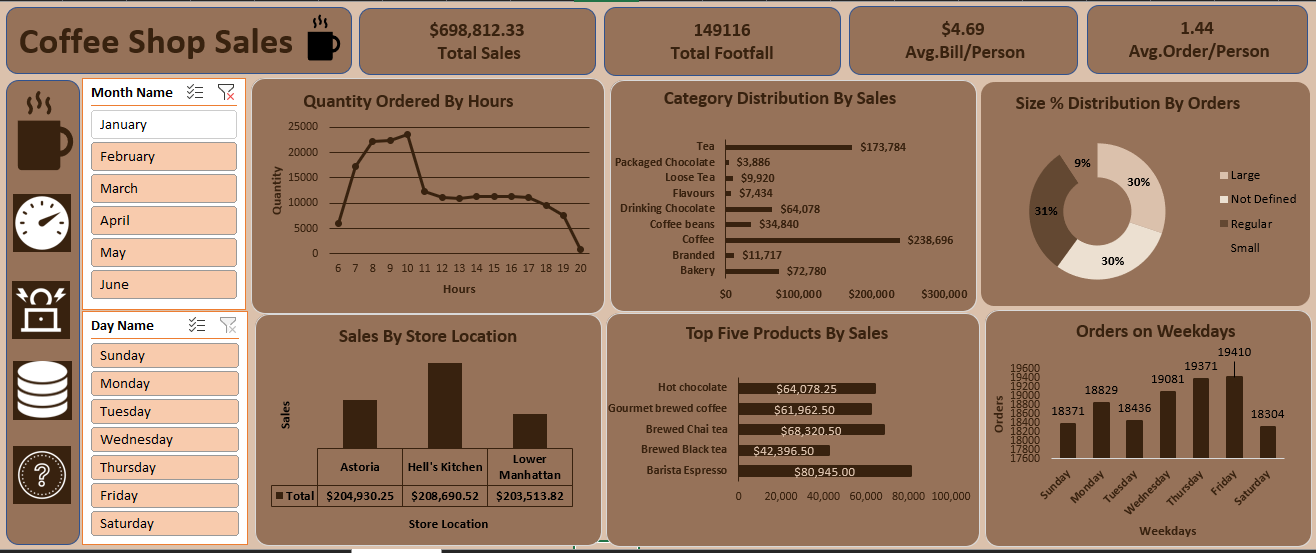 Coffee Shop Sales
$698,812.33
Total Sales
149116
Total Footfall
$4.69
Avg.Bill/Person
1.44
Avg.Order/Person
Month Name
January
February
March
April
May
June
Day Name
Sunday
Monday
Tuesday
Wednesday
Thursday
Friday
Saturday
Quantity Ordered By Hours
25000
20000
15000
10000
5000
0
Quantity
6 7 8 9 10 11 12 13 14 15 16 17 18 19 20
Hours
Category Distribution By Sales
Tea $173,784
Packaged Chocolate $3,886
Loose Tea $9,920
Flavours $7,434
Drinking Chocolate $64,078
Coffee beans $34,840
Coffee $238,696
Branded $11,717
Bakery $72,780
$0 $100,000 $200,000 $300,000
Size % Distribution By Orders
9%
30%
31%
30%
Large
Not Defined
Regular
Small
Sales By Store Location
Sales
Astoria Hell's Kitchen Lower
Manhattan
Total $204,930.25 $208,690.52 $203,513.82
Store Location
Top Five Products By Sales
Hot chocolate $64,078.25
Gourmet brewed coffee $61,962.50
Brewed Chai tea $68,320.50
Brewed Black tea $42,396.50
Barista Espresso $80,945.00
0 20,000 40,000 60,000 80,000 100,000
Orders on Weekdays
19600
19400
19200
19000
18800
18600
18400
18200
18000
17800
17600
Orders
18371 18829 18436 19081 19371 19410 18304
Sunday Monday Tuesday Wednesday Thursday Friday Saturday
Weekdays
?